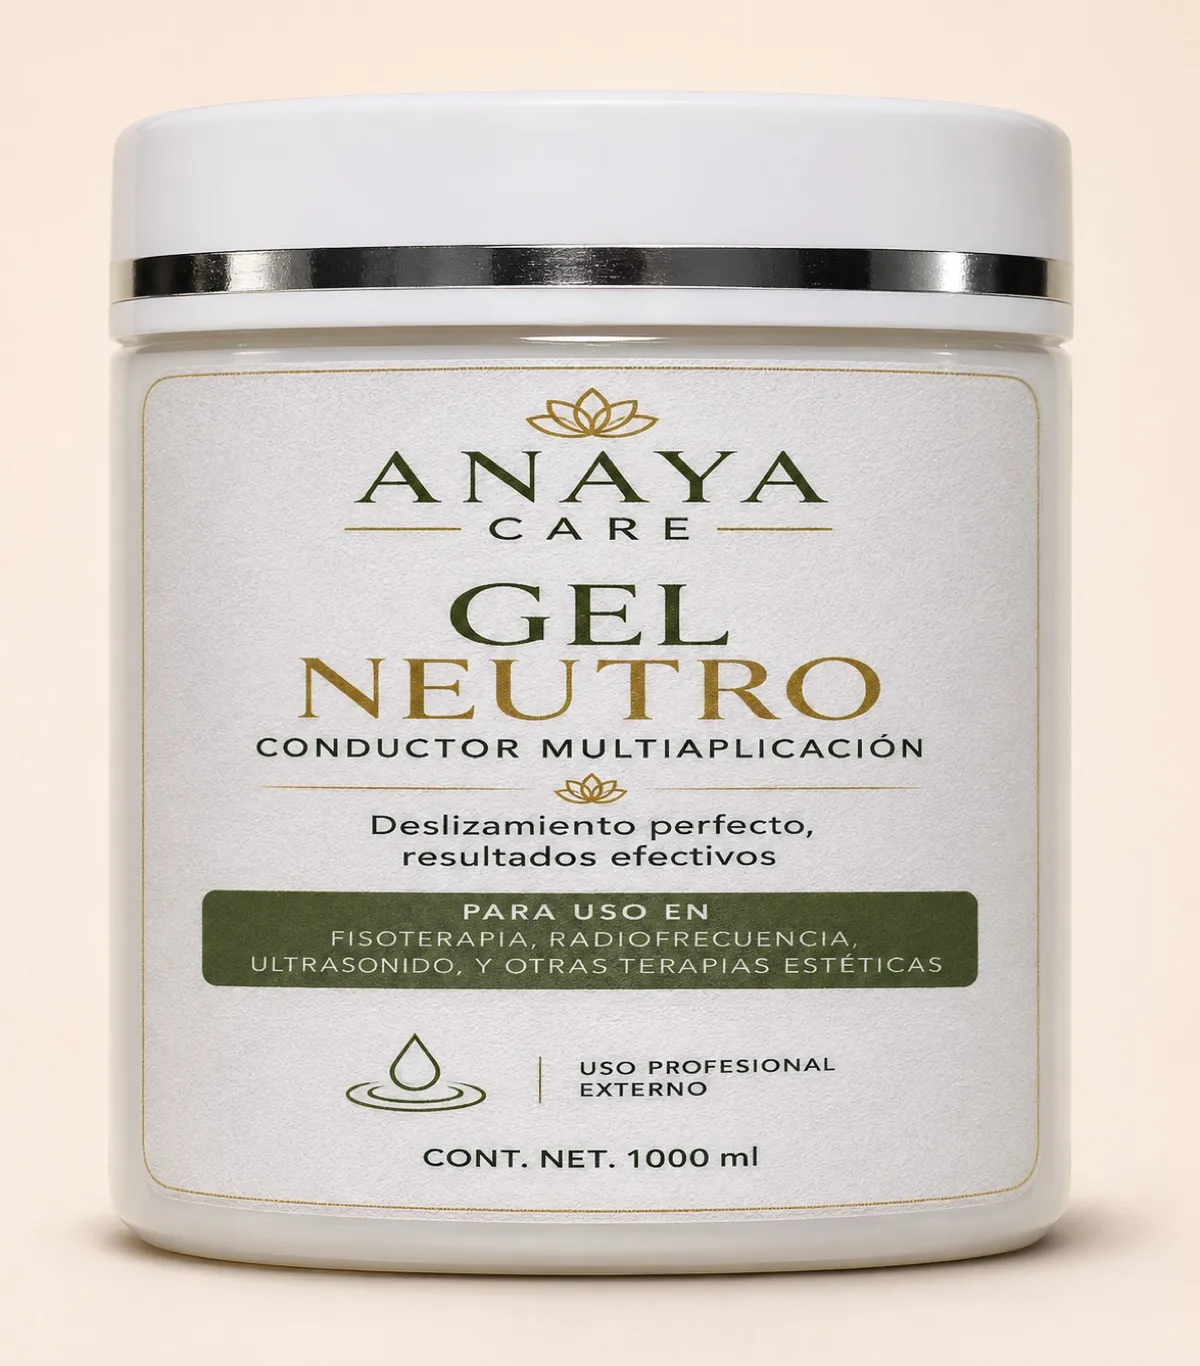 ANAYA
CARE
GEL
NEUTRO
CONDUCTOR MULTIAPLICACIÓN
Deslizamiento perfecto,
resultados efectivos
PARA USO EN
FISOTERAPIA, RADIOFRECUENCIA,
ULTRASONIDO, Y OTRAS TERAPIAS ESTÉTICAS
USO PROFESIONAL
EXTERNO
CONT. NET. 1000 ml